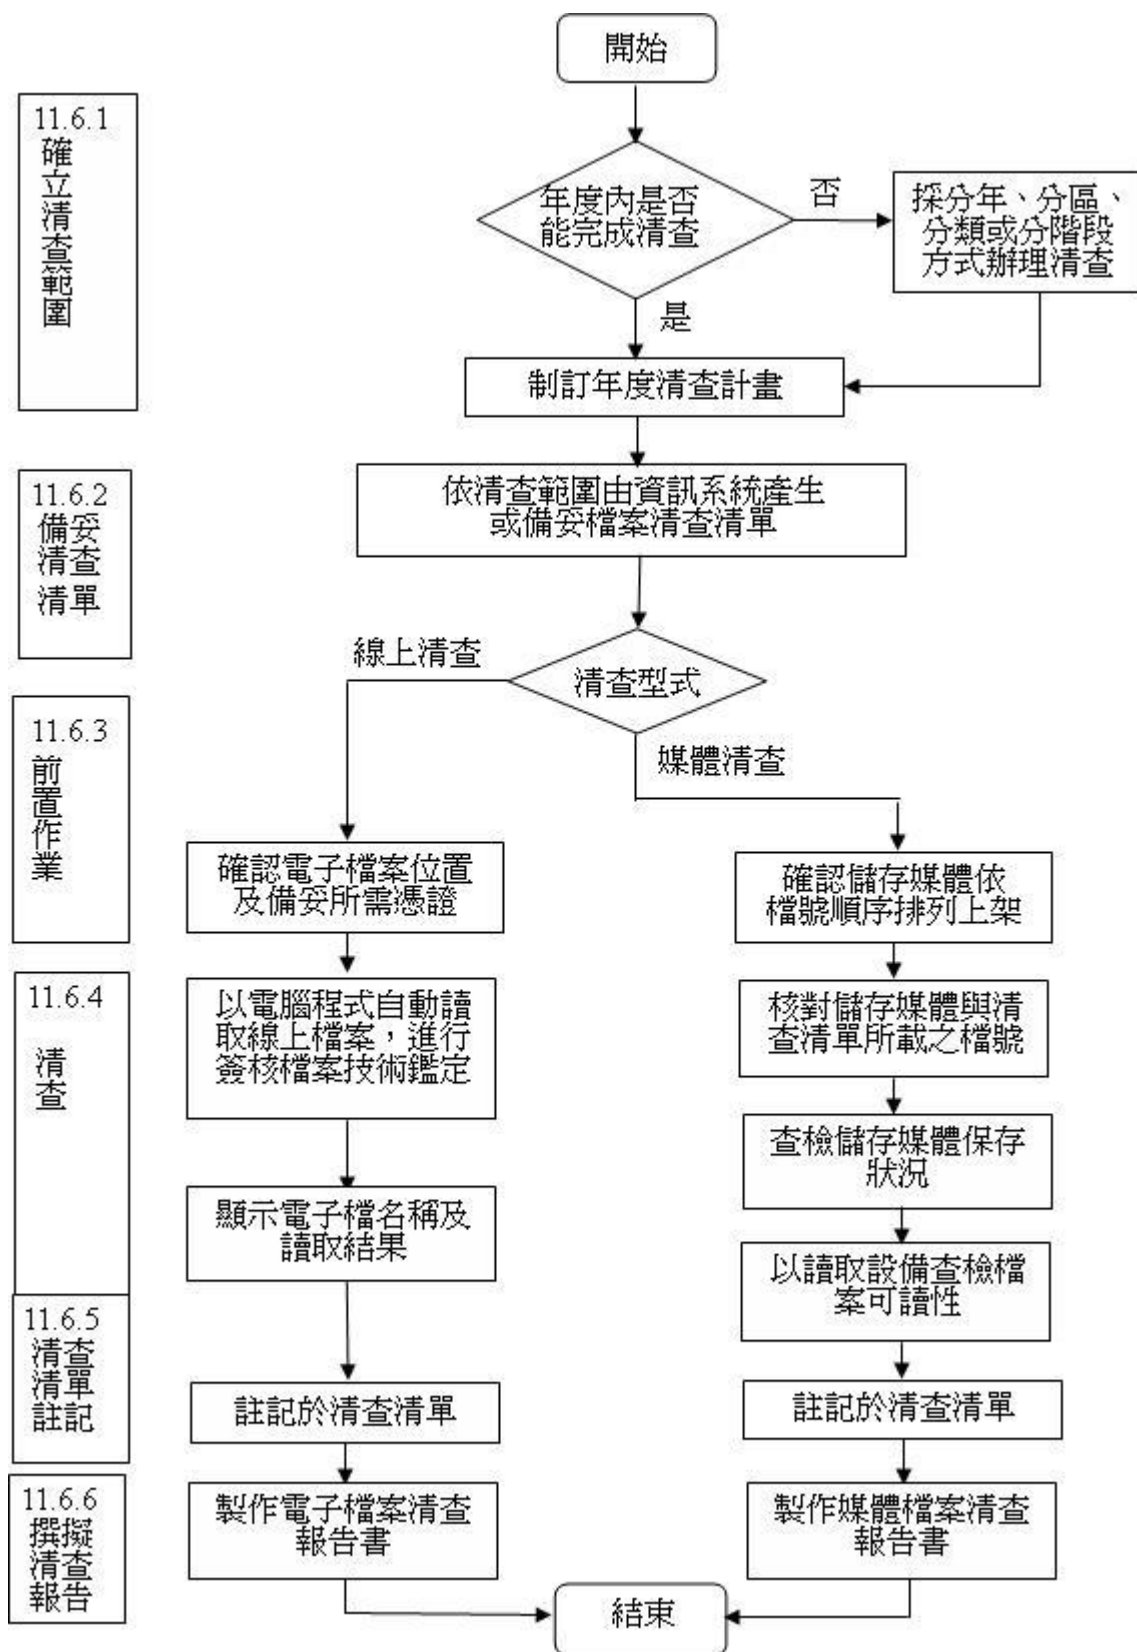 開始
11.6.1
確
立
清
查
範
圍
年度內是否
能完成清查
否
採分年、分區、
分類或分階段
方式辦理清查
是
制訂年度清查計畫
11.6.2
備妥
清查
清單
依清查範圍由資訊系統產生
或備妥檔案清查清單
線上清查
清查型式
媒體清查
11.6.3
前
置
作
業
確認電子檔案位置
及備妥所需憑證
確認儲存媒體依
檔號順序排列上架
11.6.4
清
查
以電腦程式自動讀
取線上檔案，進行
簽核檔案技術鑑定
核對儲存媒體與清
查清單所載之檔號
查檢儲存媒體保存
狀況
顯示電子檔名稱及
讀取結果
以讀取設備查檢檔
案可讀性
11.6.5
清查
清單
註記
註記於清查清單
註記於清查清單
11.6.6
撰擬
清查
報告
製作電子檔案清查
報告書
製作媒體檔案清查
報告書
結束